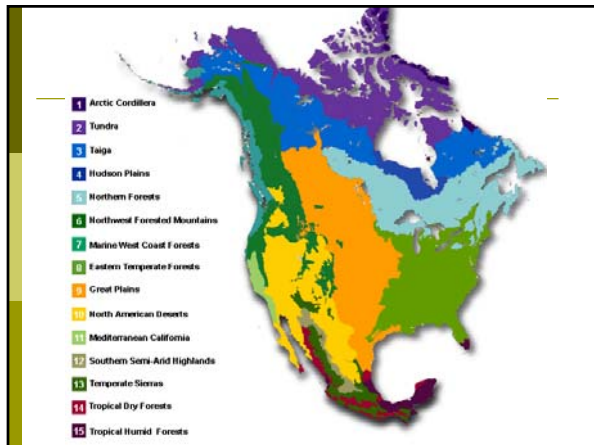 1 Arctic Cordillera
2 Tundra
3 Taiga
4 Hudson Plains
5 Northern Forests
6 Northwest Forested Mountains
7 Marine West Coast Forests
8 Eastern Temperate Forests
9 Great Plains
10 North American Deserts
11 Mediterranean California
12 Southern Semi-Arid Highlands
13 Temperate Sierras
14 Tropical Dry Forests
15 Tropical Humid Forests